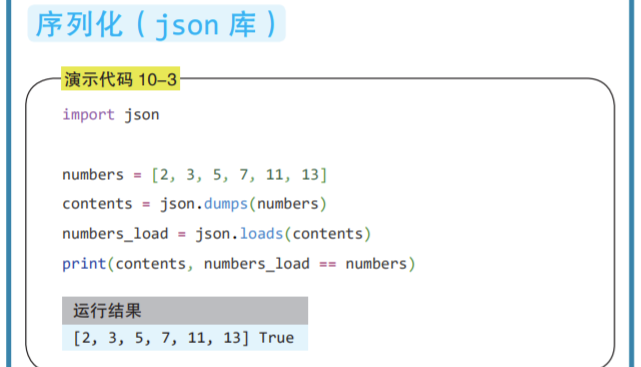 序列化（json 库）
演示代码 10–3
import json
numbers = [2, 3, 5, 7, 11, 13]
contents = json.dumps(numbers)
numbers_load = json.loads(contents)
print(contents, numbers_load == numbers)
运行结果
[2, 3, 5, 7, 11, 13] True